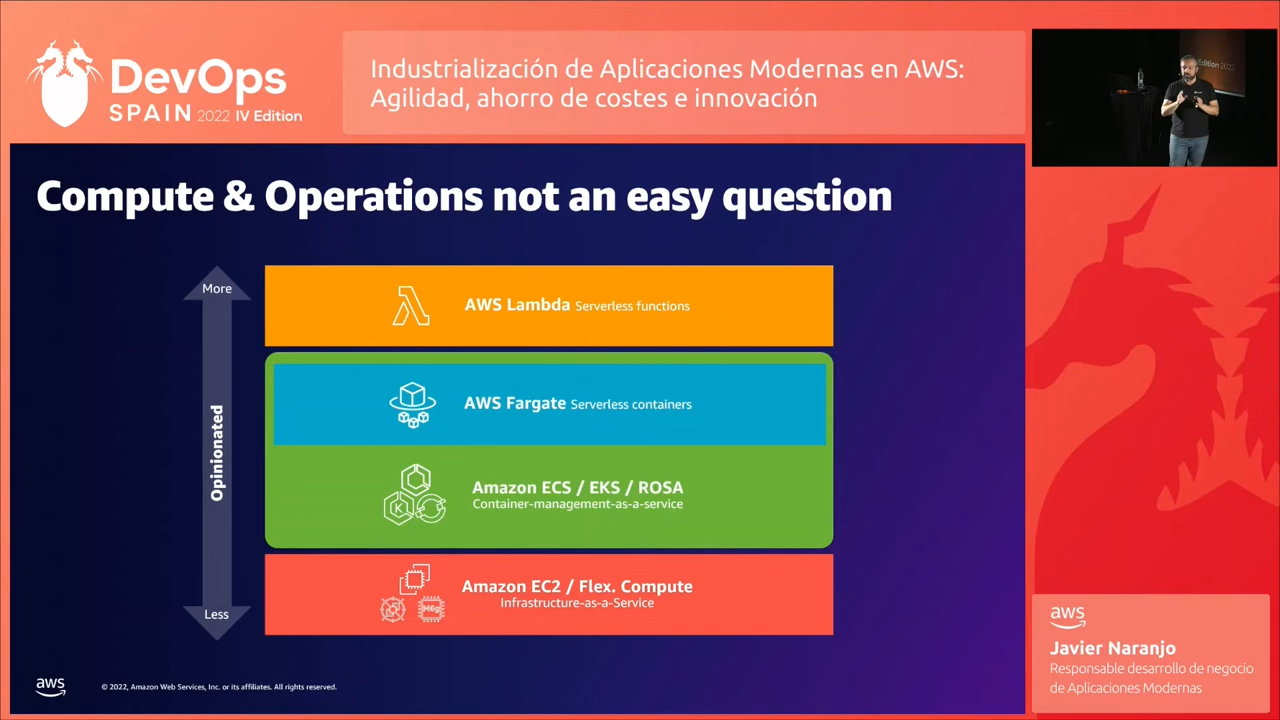 DevOps
SPAIN 2022 IV Edition
Industrialización de Aplicaciones Modernas en AWS:
Agilidad, ahorro de costes e innovación
Edition 2022
Compute & Operations not an easy question
More
Opinionated
Less
AWS Lambda Serverless functions
AWS Fargate Serverless containers
Amazon ECS / EKS / ROSA
Container-management-as-a-service
K
Amazon EC2 / Flex. Compute
Infrastructure-as-a-Service
M6g
aws
© 2022, Amazon Web Services, Inc. or its affiliates. All rights reserved.
aws
Javier Naranjo
Responsable desarrollo de negocio
de Aplicaciones Modernas